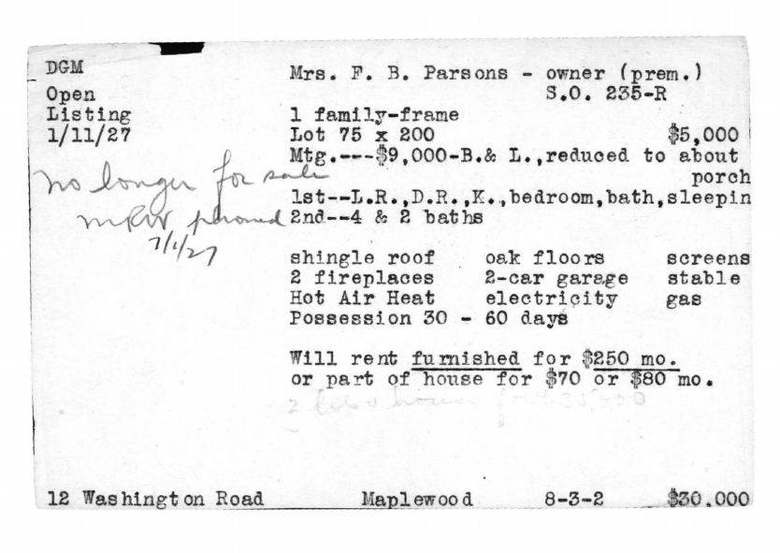 DGM
Mrs. F. B. Parsons - owner (prem.)
Open
S.O. 235-R
Listing
1 family-frame
1/11/27
Lot 75 x 200 $5,000
Mtg.---$9,000-B.& L.,reduced to about
no longer for sale
porch
1st--L.R.,D.R.,K.,bedroom,bath,sleepin
MRW phoned
2nd--4 & 2 baths
7/1/27
shingle roof oak floors screens
2 fireplaces 2-car garage stable
Hot Air Heat electricity gas
Possession 30 - 60 days
Will rent furnished for $250 mo.
or part of house for $70 or $80 mo.
12 Washington Road Maplewood 8-3-2 $30,000